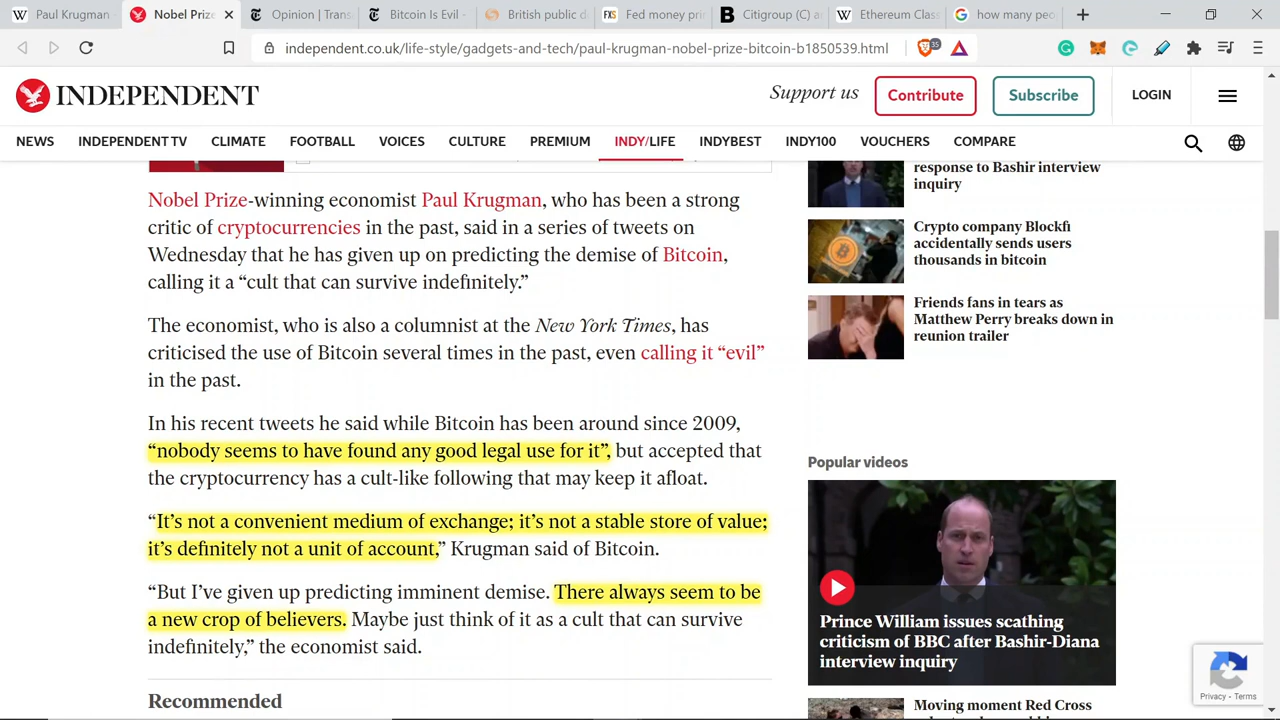 Paul Krugman
Nobel Prize
Opinion | Trans
Bitcoin Is Evil -
British public d
Fed money pri
Citigroup (C) a
Ethereum Clas
how many peo
independent.co.uk/life-style/gadgets-and-tech/paul-krugman-nobel-prize-bitcoin-b1850539.html
35
INDEPENDENT
Support us
Contribute
Subscribe
LOGIN
NEWS
INDEPENDENT TV
CLIMATE
FOOTBALL
VOICES
CULTURE
PREMIUM
INDY/LIFE
INDYBEST
INDY100
VOUCHERS
COMPARE
Nobel Prize-winning economist Paul Krugman, who has been a strong
critic of cryptocurrencies in the past, said in a series of tweets on
Wednesday that he has given up on predicting the demise of Bitcoin,
calling it a “cult that can survive indefinitely.”
The economist, who is also a columnist at the New York Times, has
criticised the use of Bitcoin several times in the past, even calling it “evil”
in the past.
In his recent tweets he said while Bitcoin has been around since 2009,
“nobody seems to have found any good legal use for it”, but accepted that
the cryptocurrency has a cult-like following that may keep it afloat.
“It’s not a convenient medium of exchange; it’s not a stable store of value;
it’s definitely not a unit of account,” Krugman said of Bitcoin.
“But I’ve given up predicting imminent demise. There always seem to be
a new crop of believers. Maybe just think of it as a cult that can survive
indefinitely,” the economist said.
Recommended
response to Bashir interview
inquiry
Crypto company Blockfi
accidentally sends users
thousands in bitcoin
Friends fans in tears as
Matthew Perry breaks down in
reunion trailer
Popular videos
Prince William issues scathing
criticism of BBC after Bashir-Diana
interview inquiry
Moving moment Red Cross
Privacy - Terms